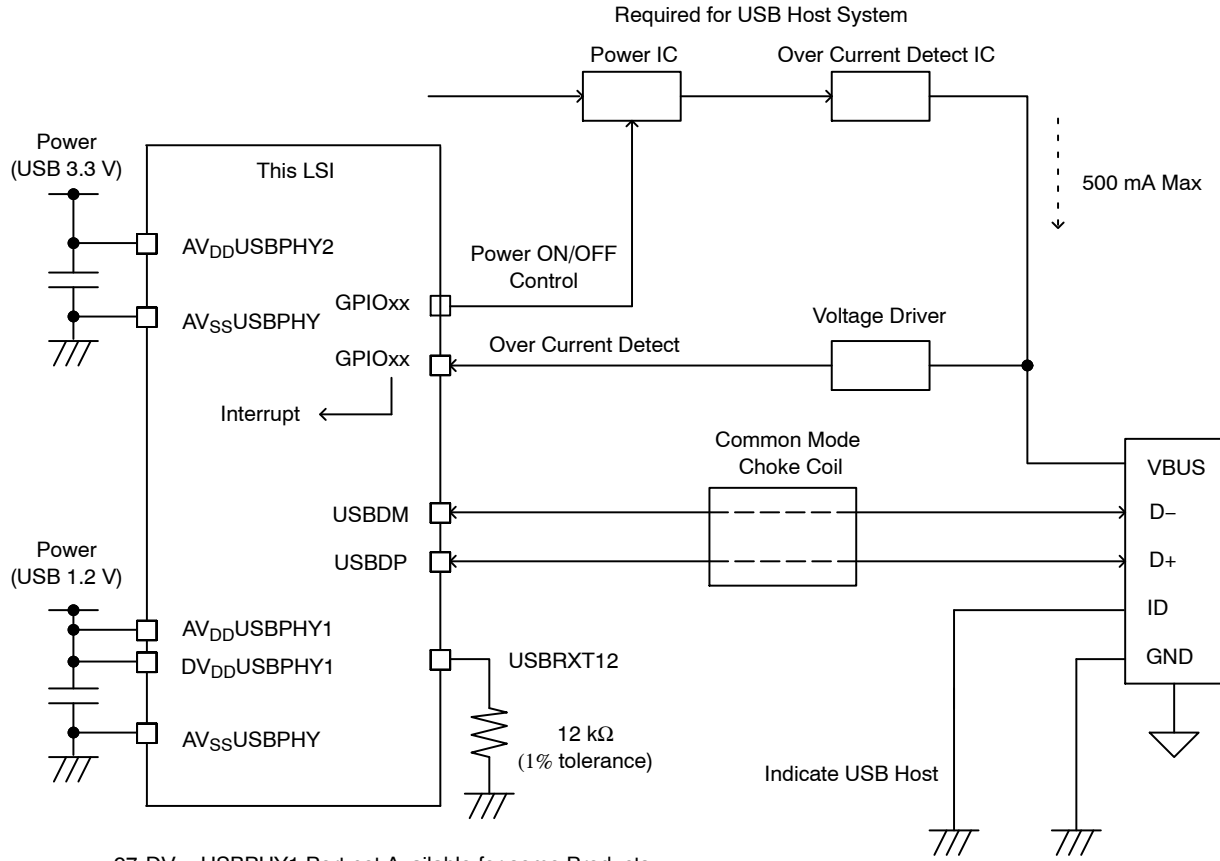 Required for USB Host System
Power IC
Over Current Detect IC
Power
(USB 3.3 V)
This LSI
500 mA Max
AVDDUSBPHY2
Power ON/OFF
Control
GPIOxx
AVSSUSBPHY
Voltage Driver
GPIOxx
Over Current Detect
Interrupt
Common Mode
Choke Coil
VBUS
USBDM
D−
Power
(USB 1.2 V)
USBDP
D+
ID
AVDDUSBPHY1
DVDDUSBPHY1
USBRXT12
GND
AVSSUSBPHY
12 kΩ
(1% tolerance)
Indicate USB Host